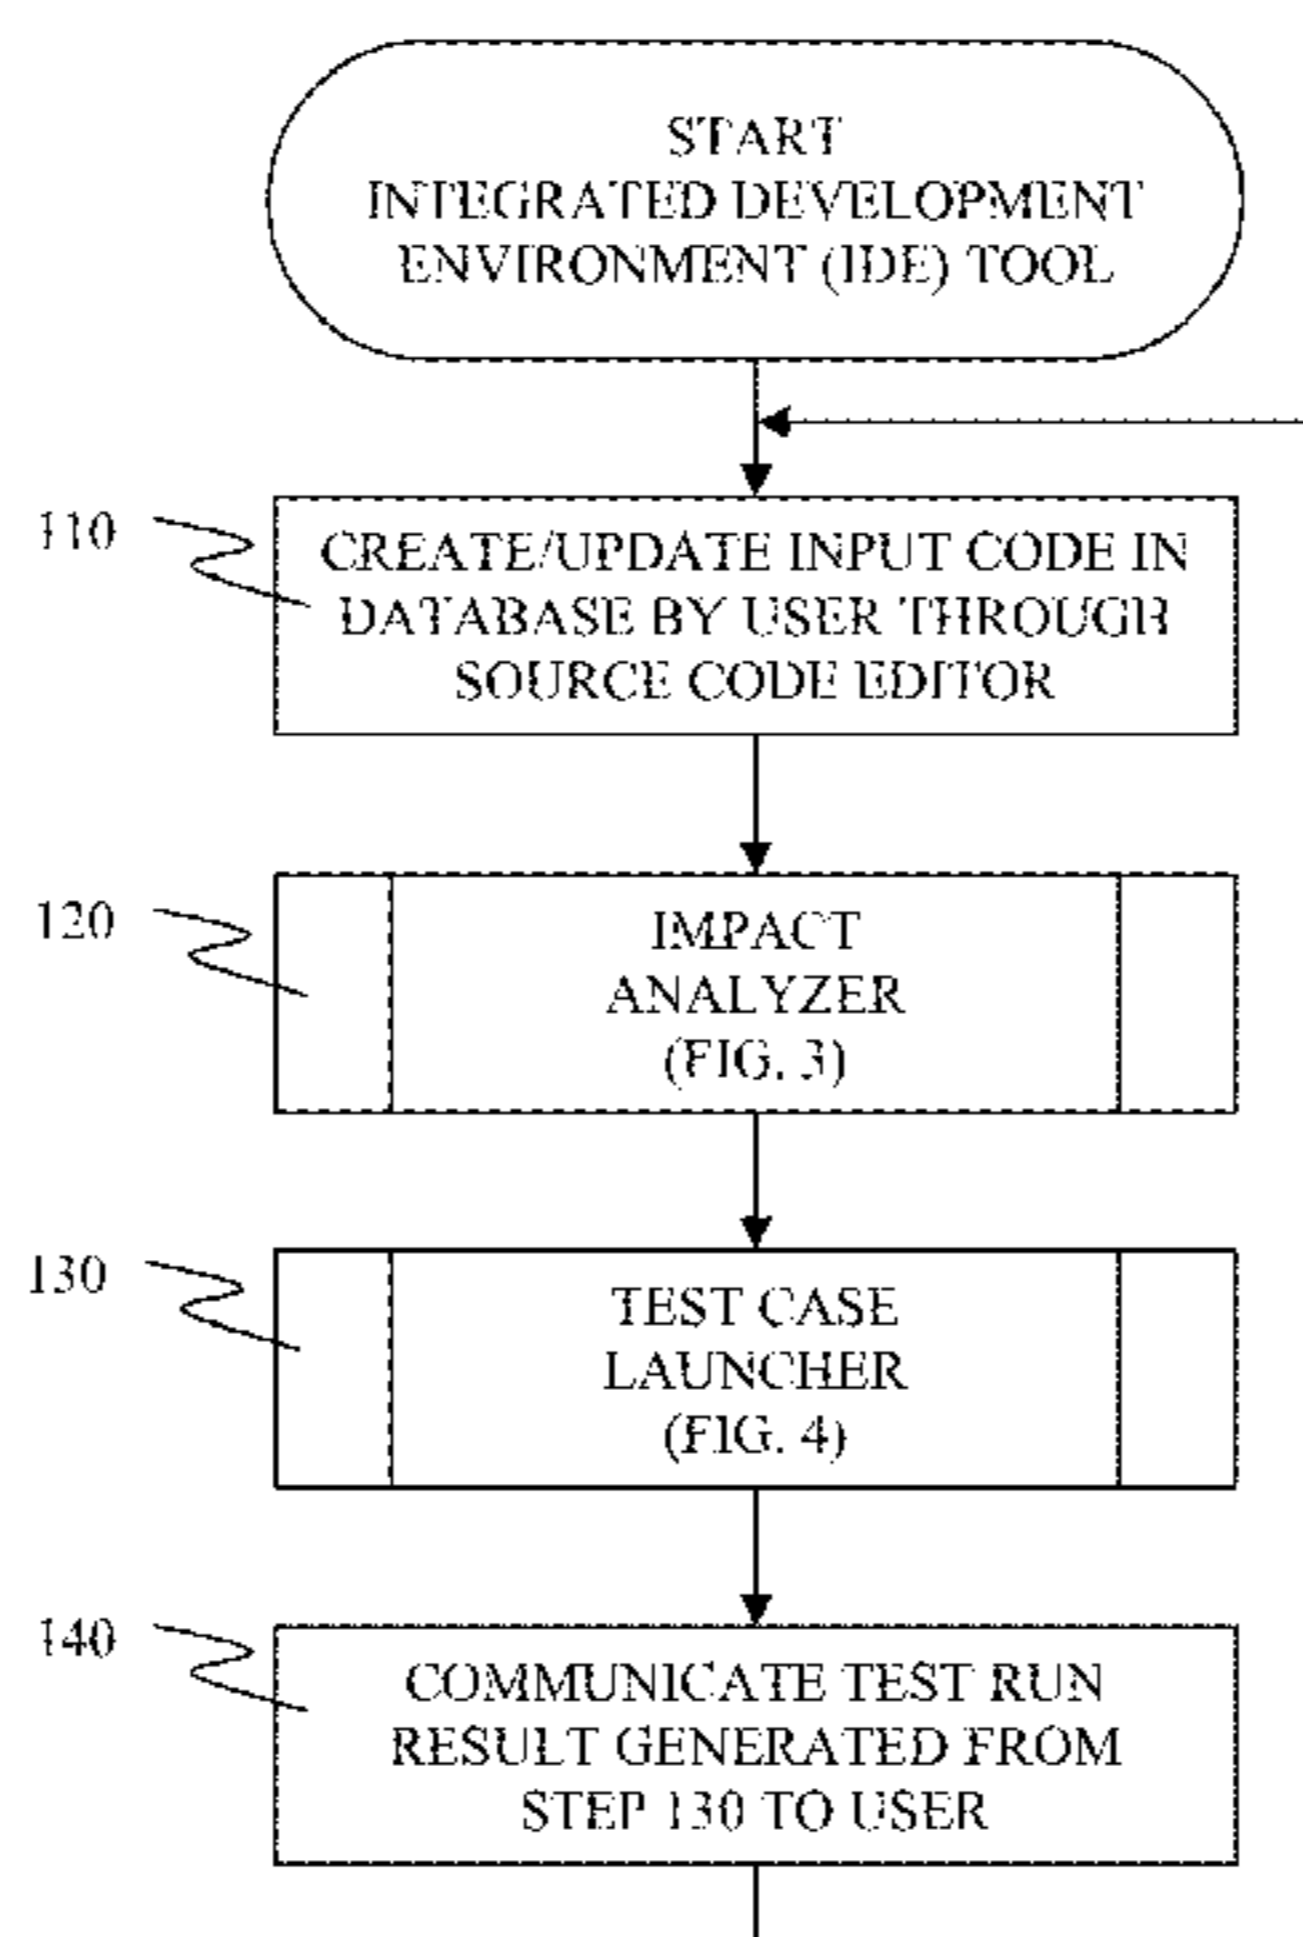 START
INTEGRATED DEVELOPMENT
ENVIRONMENT (IDE) TOOL
110
CREATE/UPDATE INPUT CODE IN
DATABASE BY USER THROUGH
SOURCE CODE EDITOR
120
IMPACT
ANALYZER
(FIG. 3)
130
TEST CASE
LAUNCHER
(FIG. 4)
140
COMMUNICATE TEST RUN
RESULT GENERATED FROM
STEP 130 TO USER